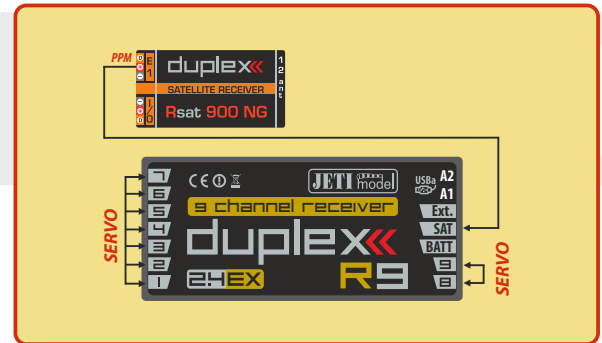 PPM
E1
duplex
SATELLITE RECEIVER
I/O
Rsat 900 NG
1 2 ant
7
6
5
4
3
2
1
SERVO
CE
JETI model
9 channel receiver
duplex
2.4EX
R9
USBa
A2
A1
Ext.
SAT
BATT
9
8
SERVO